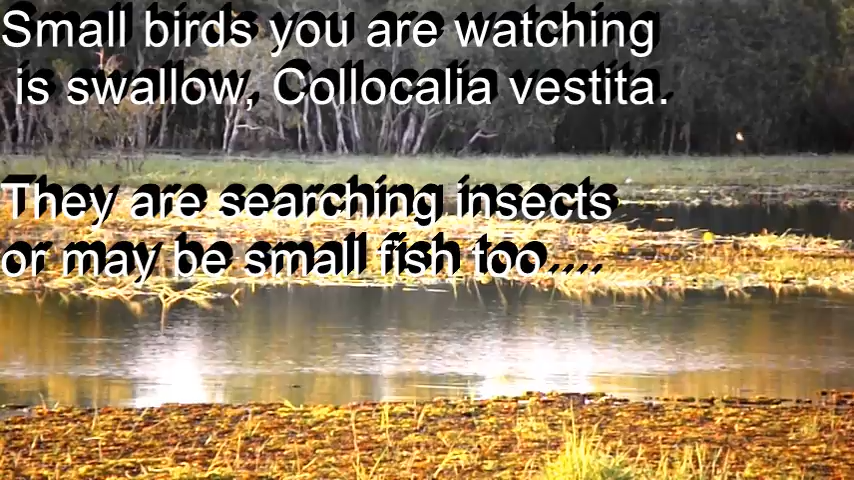 Small birds you are watching
is swallow, Collocalia vestita.
They are searching insects
or may be small fish too....